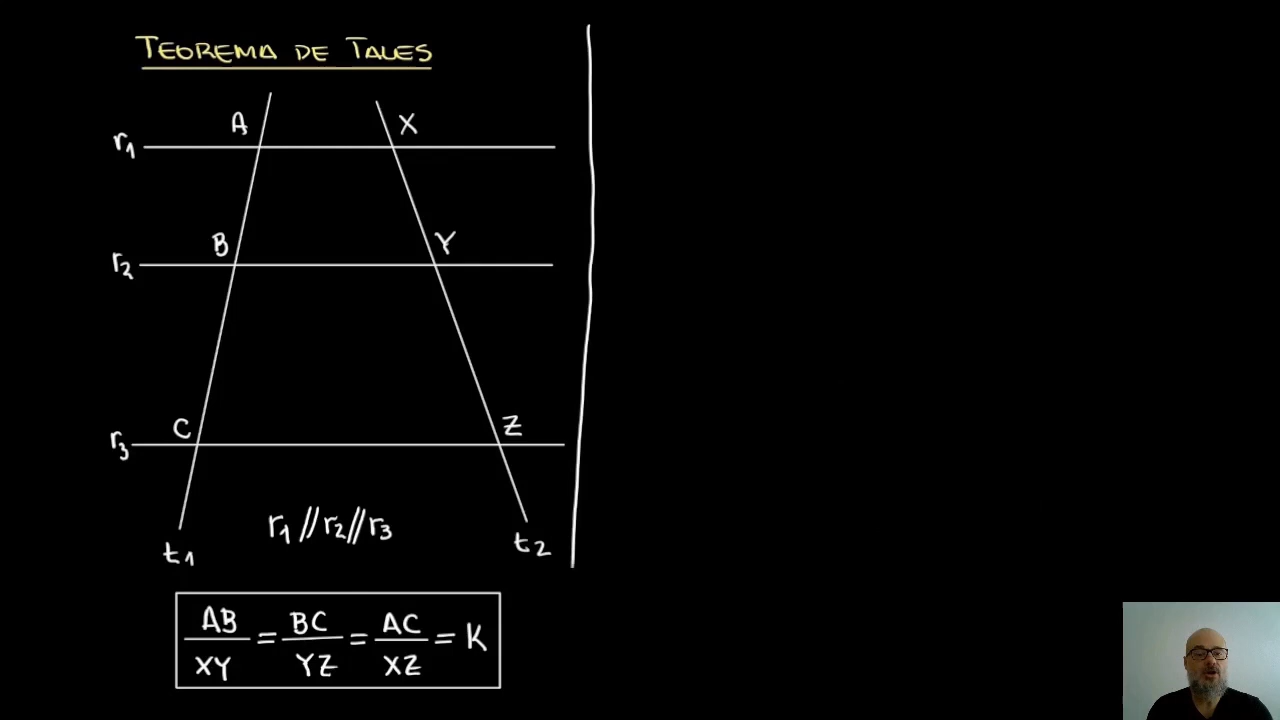 TEOREMA DE TALES
A X
r1
B Y
r2
C Z
r3
r1 // r2 // r3
t1 t2
AB/XY = BC/YZ = AC/XZ = K